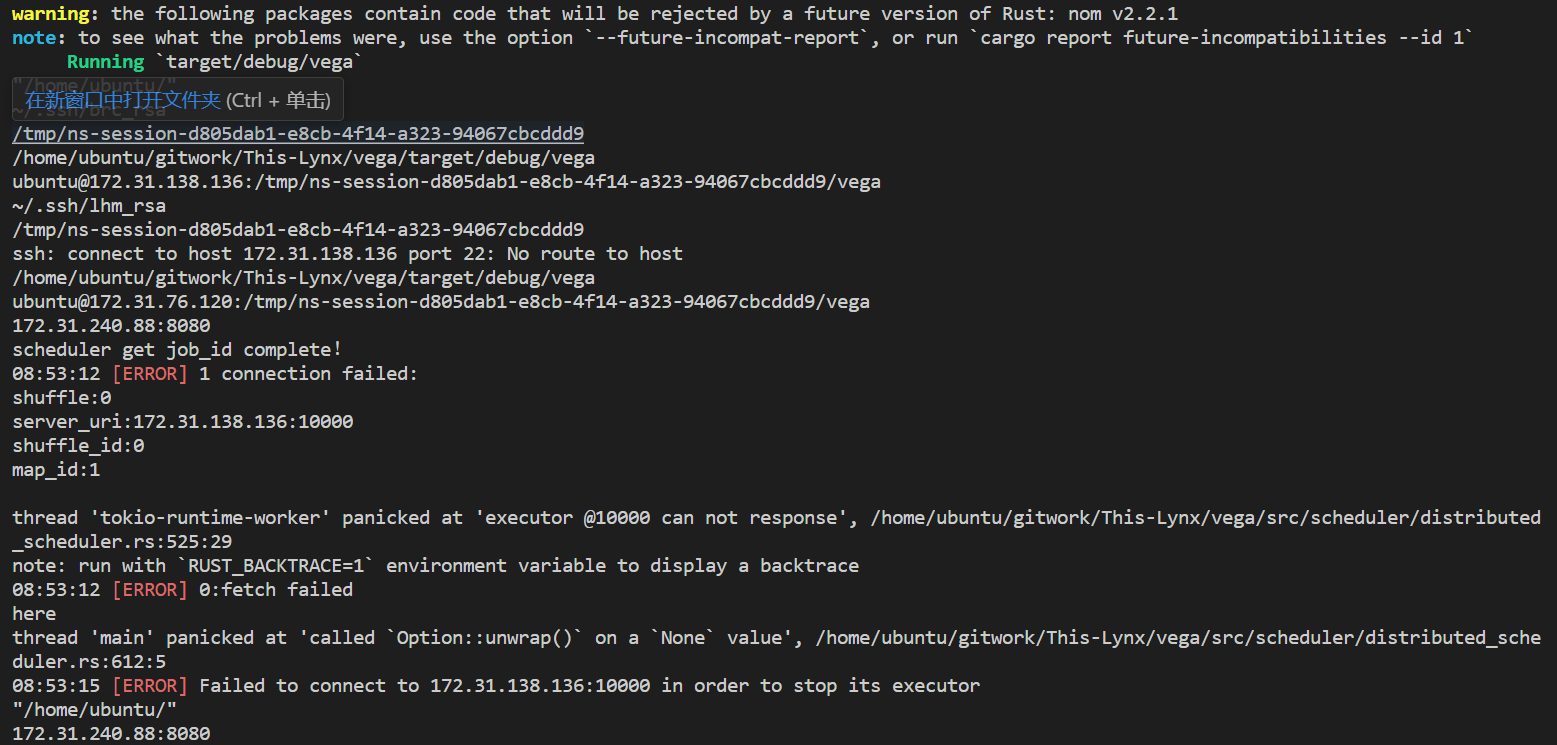 warning: the following packages contain code that will be rejected by a future version of Rust: nom v2.2.1
note: to see what the problems were, use the option `--future-incompat-report`, or run `cargo report future-incompatibilities --id 1`
Running `target/debug/vega`
"/home/ubuntu/"
在新窗口中打开文件夹 (Ctrl + 单击)
~/.ssh/brc_rsa
/tmp/ns-session-d805dab1-e8cb-4f14-a323-94067cbcddd9
/home/ubuntu/gitwork/This-Lynx/vega/target/debug/vega
ubuntu@172.31.138.136:/tmp/ns-session-d805dab1-e8cb-4f14-a323-94067cbcddd9/vega
~/.ssh/lhm_rsa
/tmp/ns-session-d805dab1-e8cb-4f14-a323-94067cbcddd9
ssh: connect to host 172.31.138.136 port 22: No route to host
/home/ubuntu/gitwork/This-Lynx/vega/target/debug/vega
ubuntu@172.31.76.120:/tmp/ns-session-d805dab1-e8cb-4f14-a323-94067cbcddd9/vega
172.31.240.88:8080
scheduler get job_id complete!
08:53:12 [ERROR] 1 connection failed:
shuffle:0
server_uri:172.31.138.136:10000
shuffle_id:0
map_id:1
thread 'tokio-runtime-worker' panicked at 'executor @10000 can not response', /home/ubuntu/gitwork/This-Lynx/vega/src/scheduler/distributed
_scheduler.rs:525:29
note: run with `RUST_BACKTRACE=1` environment variable to display a backtrace
08:53:12 [ERROR] 0:fetch failed
here
thread 'main' panicked at 'called `Option::unwrap()` on a `None` value', /home/ubuntu/gitwork/This-Lynx/vega/src/scheduler/distributed_sche
duler.rs:612:5
08:53:15 [ERROR] Failed to connect to 172.31.138.136:10000 in order to stop its executor
"/home/ubuntu/"
172.31.240.88:8080